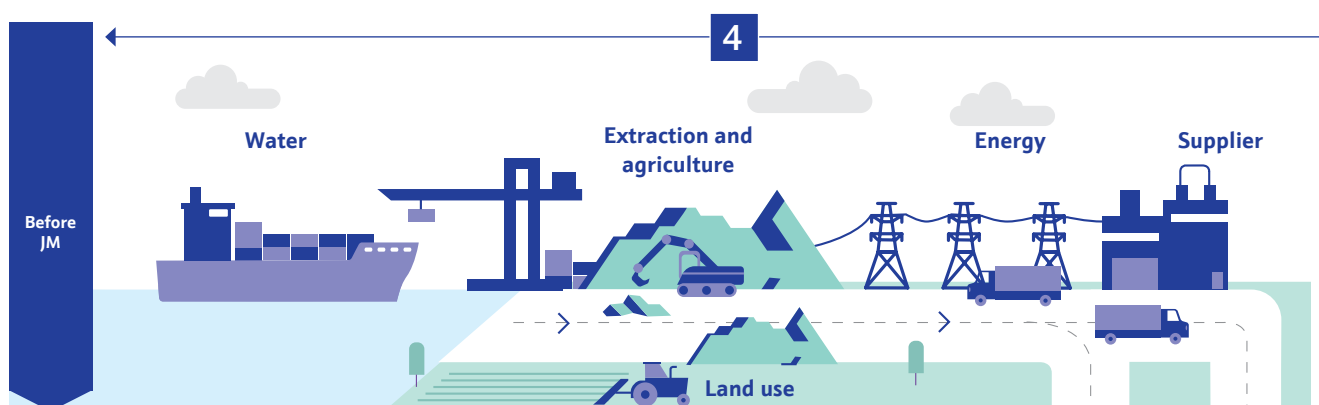 4
Water
Extraction and
agriculture
Energy
Supplier
Before
JM
Land use